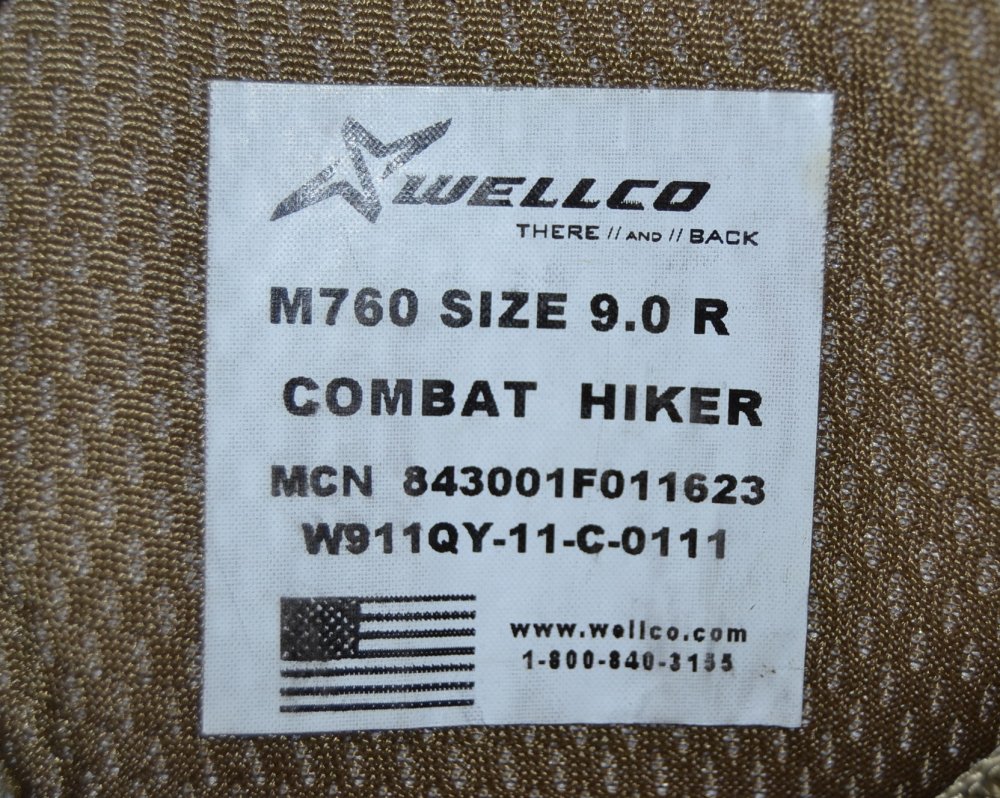 WELLCO
THERE // AND // BACK
M760 SIZE 9.0 R
COMBAT HIKER
MCN 843001F011623
W911QY-11-C-0111
www.wellco.com
1-800-840-3155